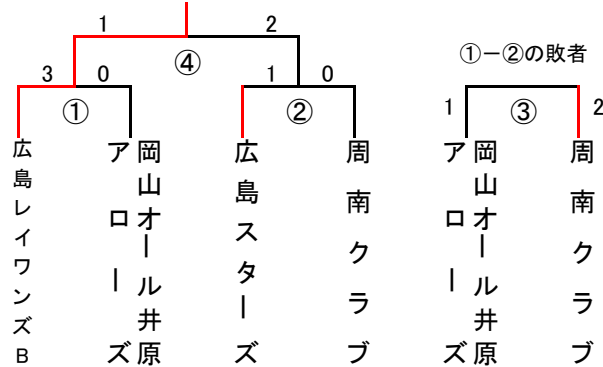 1
2
④
①－②の敗者
3
0
①
1
0
②
1
③
2
広島レイワンズB
岡山オール井原
アローズ
広島スターズ
周南クラブ
岡山オール井原
アローズ
周南クラブ